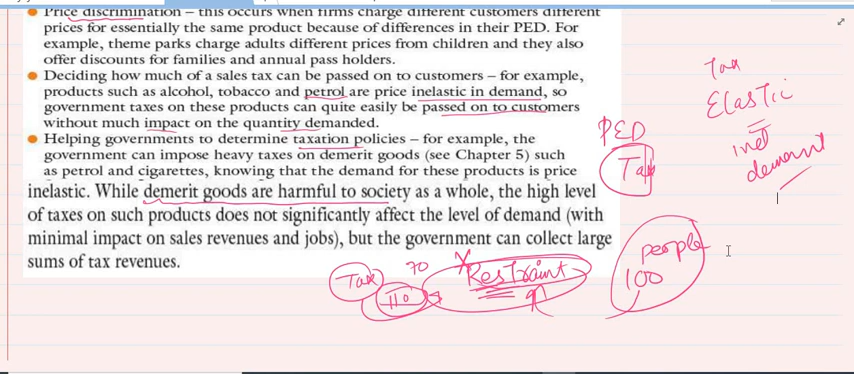 Price discrimination – this occurs when firms charge different customers different
prices for essentially the same product because of differences in their PED. For
example, theme parks charge adults different prices from children and they also
offer discounts for families and annual pass holders.
Deciding how much of a sales tax can be passed on to customers – for example,
products such as alcohol, tobacco and petrol are price inelastic in demand, so
government taxes on these products can quite easily be passed on to customers
without much impact on the quantity demanded.
Helping governments to determine taxation policies – for example, the
government can impose heavy taxes on demerit goods (see Chapter 5) such
as petrol and cigarettes, knowing that the demand for these products is price
inelastic. While demerit goods are harmful to society as a whole, the high level
of taxes on such products does not significantly affect the level of demand (with
minimal impact on sales revenues and jobs), but the government can collect large
sums of tax revenues.
Tax
Elastic
demand
PED
Tax
people
100
Tax
70
110
Restraint